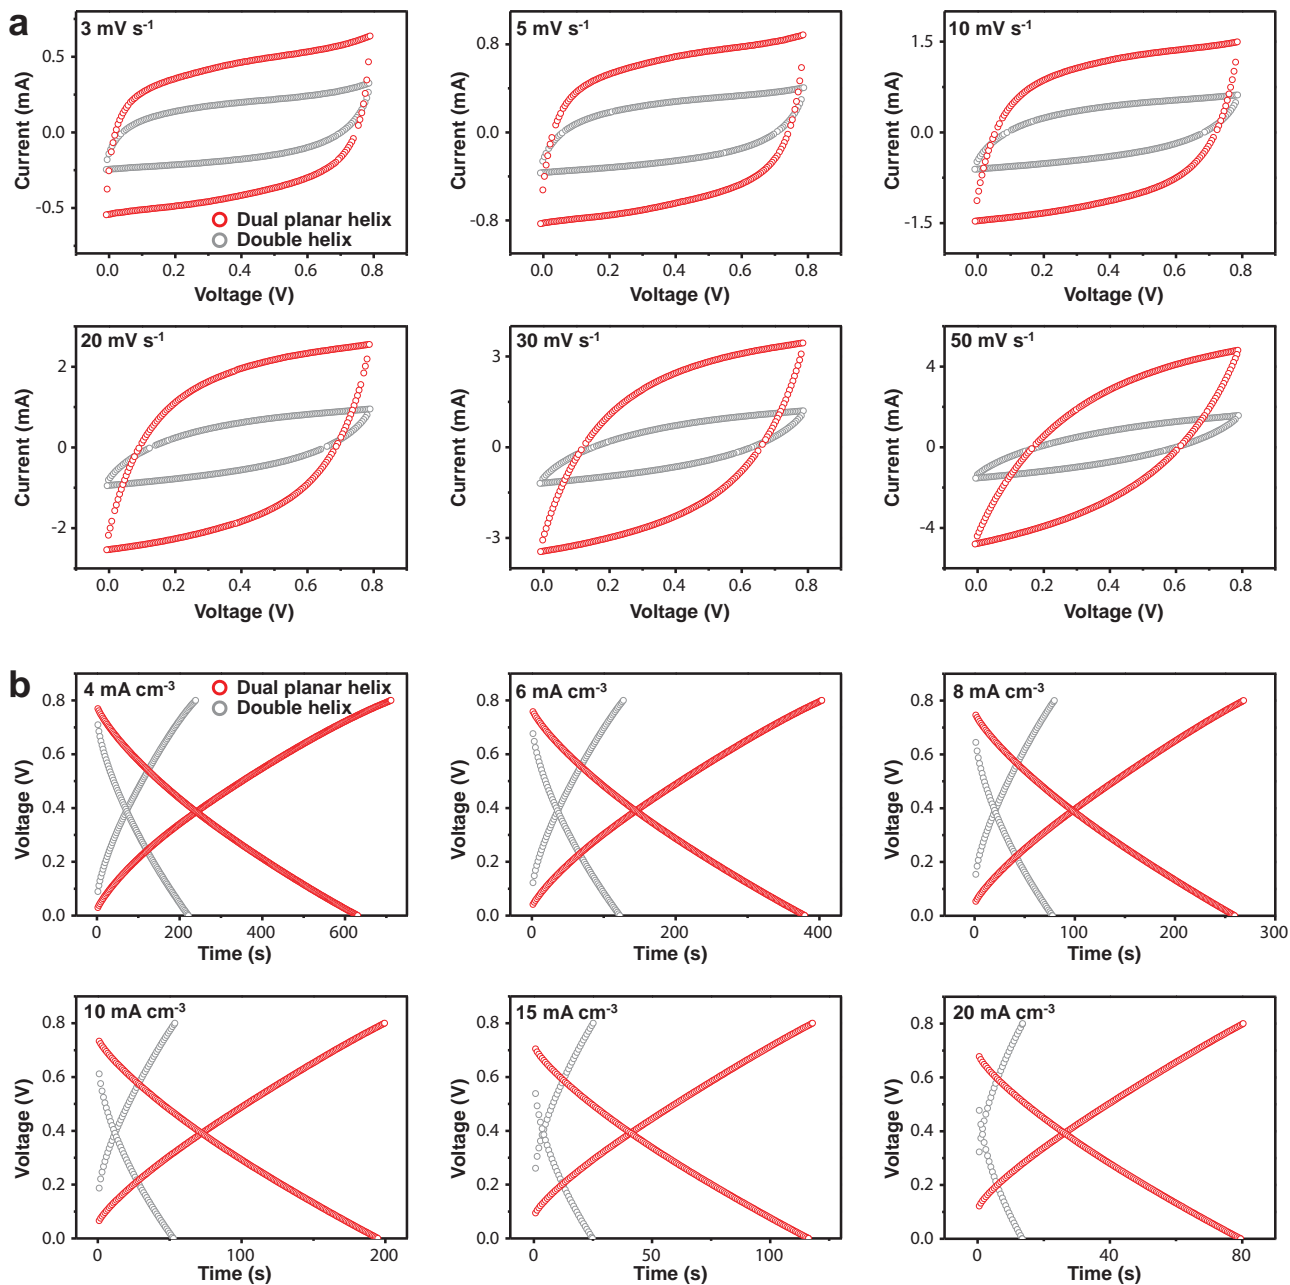 a
3 mV s-1
0.5
0.0
-0.5
Current (mA)
0.0 0.2 0.4 0.6 0.8
Voltage (V)
Dual planar helix
Double helix
5 mV s-1
0.8
0.0
-0.8
Current (mA)
0.0 0.2 0.4 0.6 0.8
Voltage (V)
10 mV s-1
1.5
0.0
-1.5
Current (mA)
0.0 0.2 0.4 0.6 0.8
Voltage (V)
20 mV s-1
2
0
-2
Current (mA)
0.0 0.2 0.4 0.6 0.8
Voltage (V)
30 mV s-1
3
0
-3
Current (mA)
0.0 0.2 0.4 0.6 0.8
Voltage (V)
50 mV s-1
4
0
-4
Current (mA)
0.0 0.2 0.4 0.6 0.8
Voltage (V)
b
4 mA cm-3
Dual planar helix
Double helix
0.8
0.6
0.4
0.2
0.0
Voltage (V)
0 200 400 600
Time (s)
6 mA cm-3
0.8
0.6
0.4
0.2
0.0
Voltage (V)
0 200 400
Time (s)
8 mA cm-3
0.8
0.6
0.4
0.2
0.0
Voltage (V)
0 100 200 300
Time (s)
10 mA cm-3
0.8
0.6
0.4
0.2
0.0
Voltage (V)
0 100 200
Time (s)
15 mA cm-3
0.8
0.6
0.4
0.2
0.0
Voltage (V)
0 50 100
Time (s)
20 mA cm-3
0.8
0.6
0.4
0.2
0.0
Voltage (V)
0 40 80
Time (s)